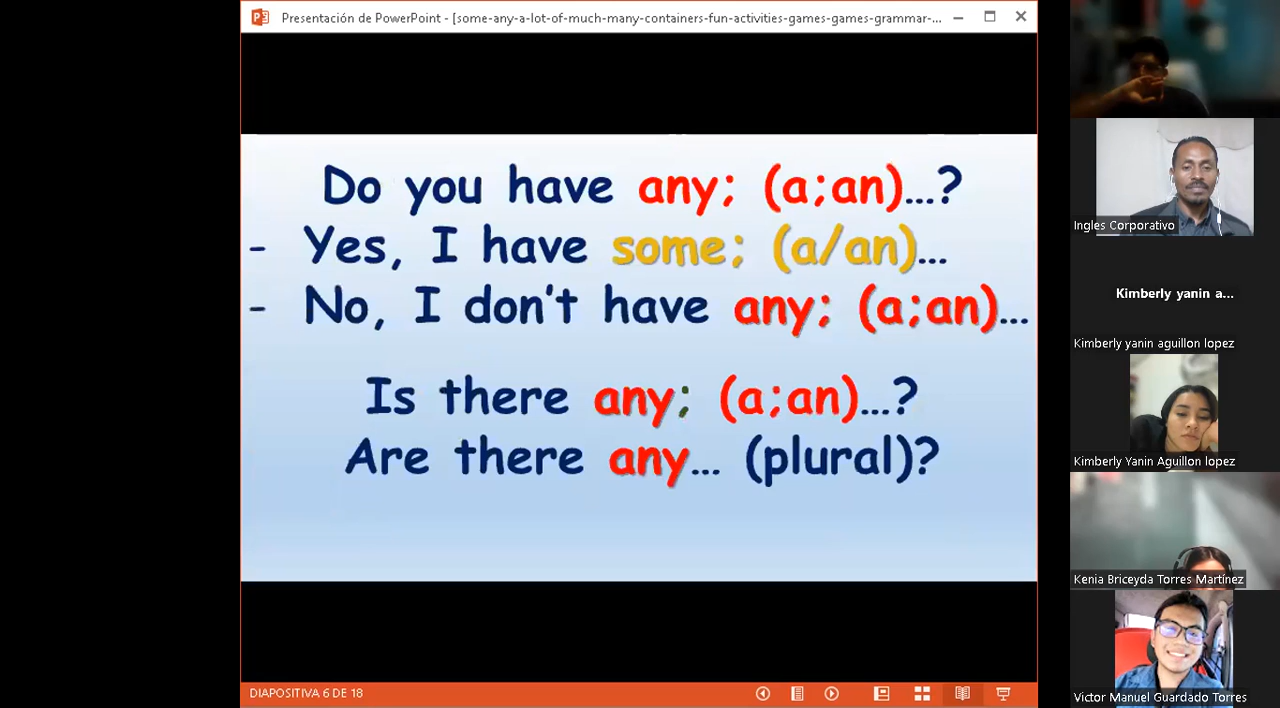 Presentación de PowerPoint - [some-any-a-lot-of-much-many-containers-fun-activities-games-games-grammar-...
Do you have any; (a;an)...?
- Yes, I have some; (a/an)...
- No, I don't have any; (a;an)...
Is there any; (a;an)...?
Are there any... (plural)?
DIAPOSITIVA 6 DE 18
Ingles Corporativo
Kimberly yanin a...
Kimberly yanin aguillon lopez
Kimberly Yanin Aguillon lopez
Kenia Briceyda Torres Martínez
Victor Manuel Guardado Torres